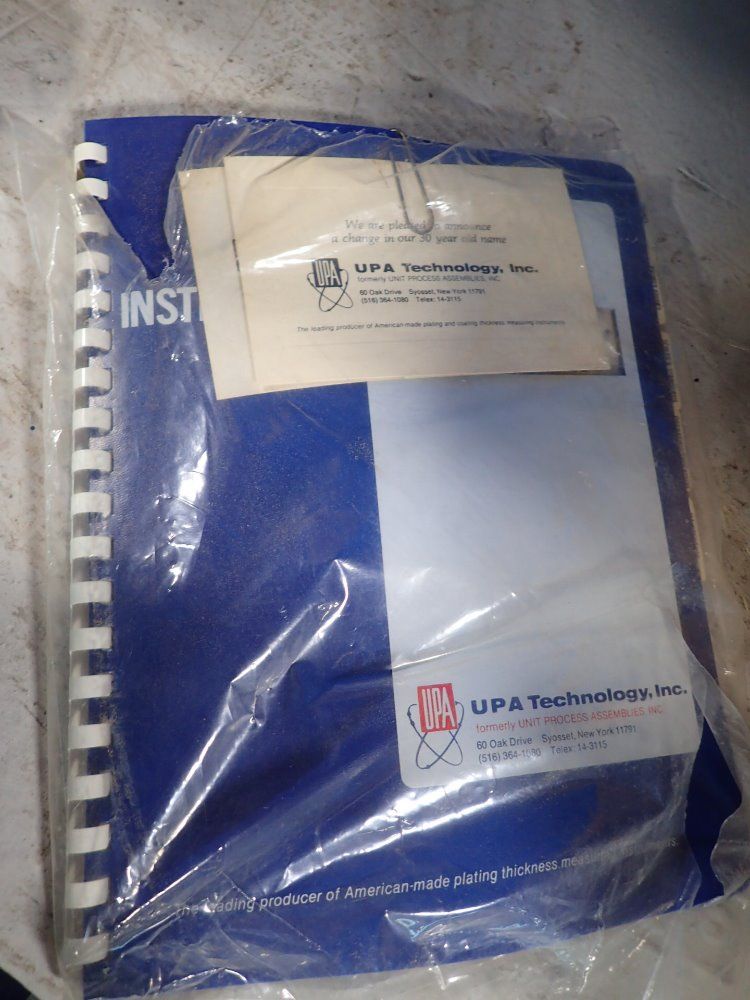 We are pleased to announce
a change in our 30 year old name
UPA
UPA Technology, Inc.
formerly UNIT PROCESS ASSEMBLIES, INC.
60 Oak Drive Syosset, New York 11791
(516) 364-1080 Telex: 14-3115
The leading producer of American-made plating and coating thickness measuring instruments
INST
UPA
UPA Technology, Inc.
formerly UNIT PROCESS ASSEMBLIES, INC.
60 Oak Drive Syosset, New York 11791
(516) 364-1080 Telex: 14-3115
The leading producer of American-made plating thickness measuring instruments.